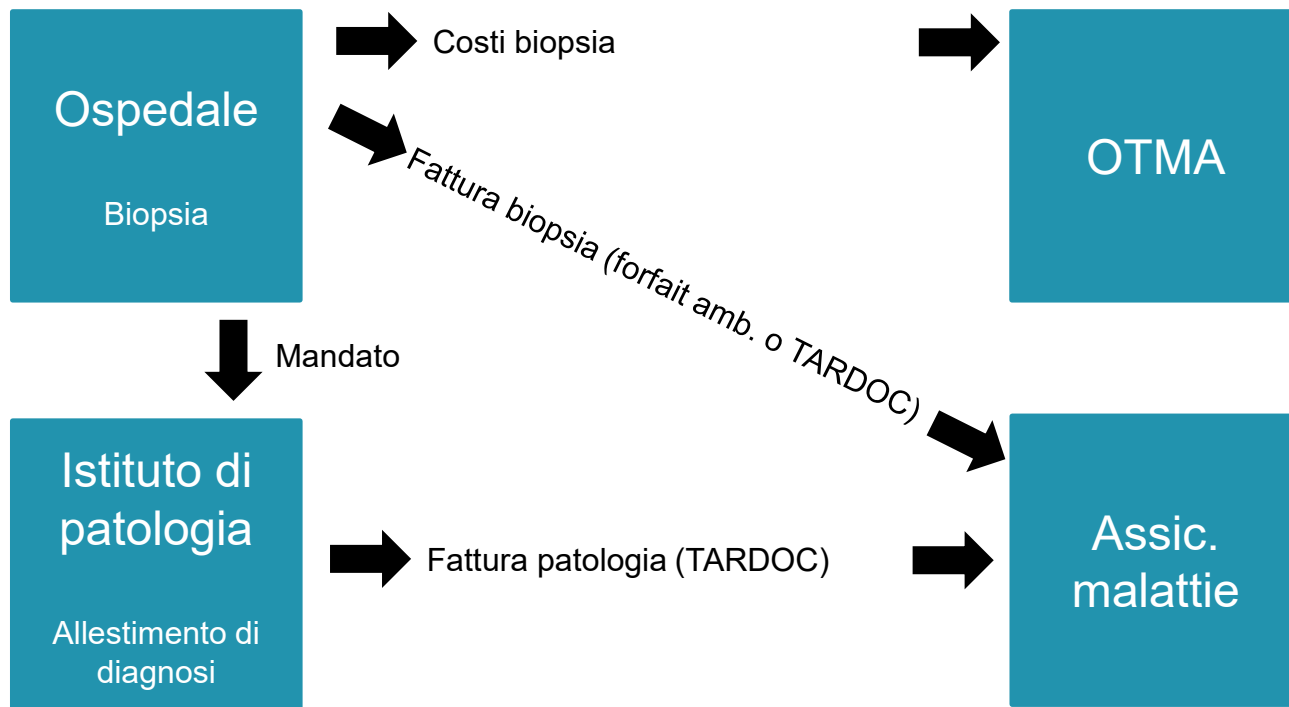 Ospedale
Biopsia
Costi biopsia
OTMA
Fattura biopsia (forfait amb. o TARDOC)
Mandato
Istituto di
patologia
Allestimento di
diagnosi
Fattura patologia (TARDOC)
Assic.
malattie